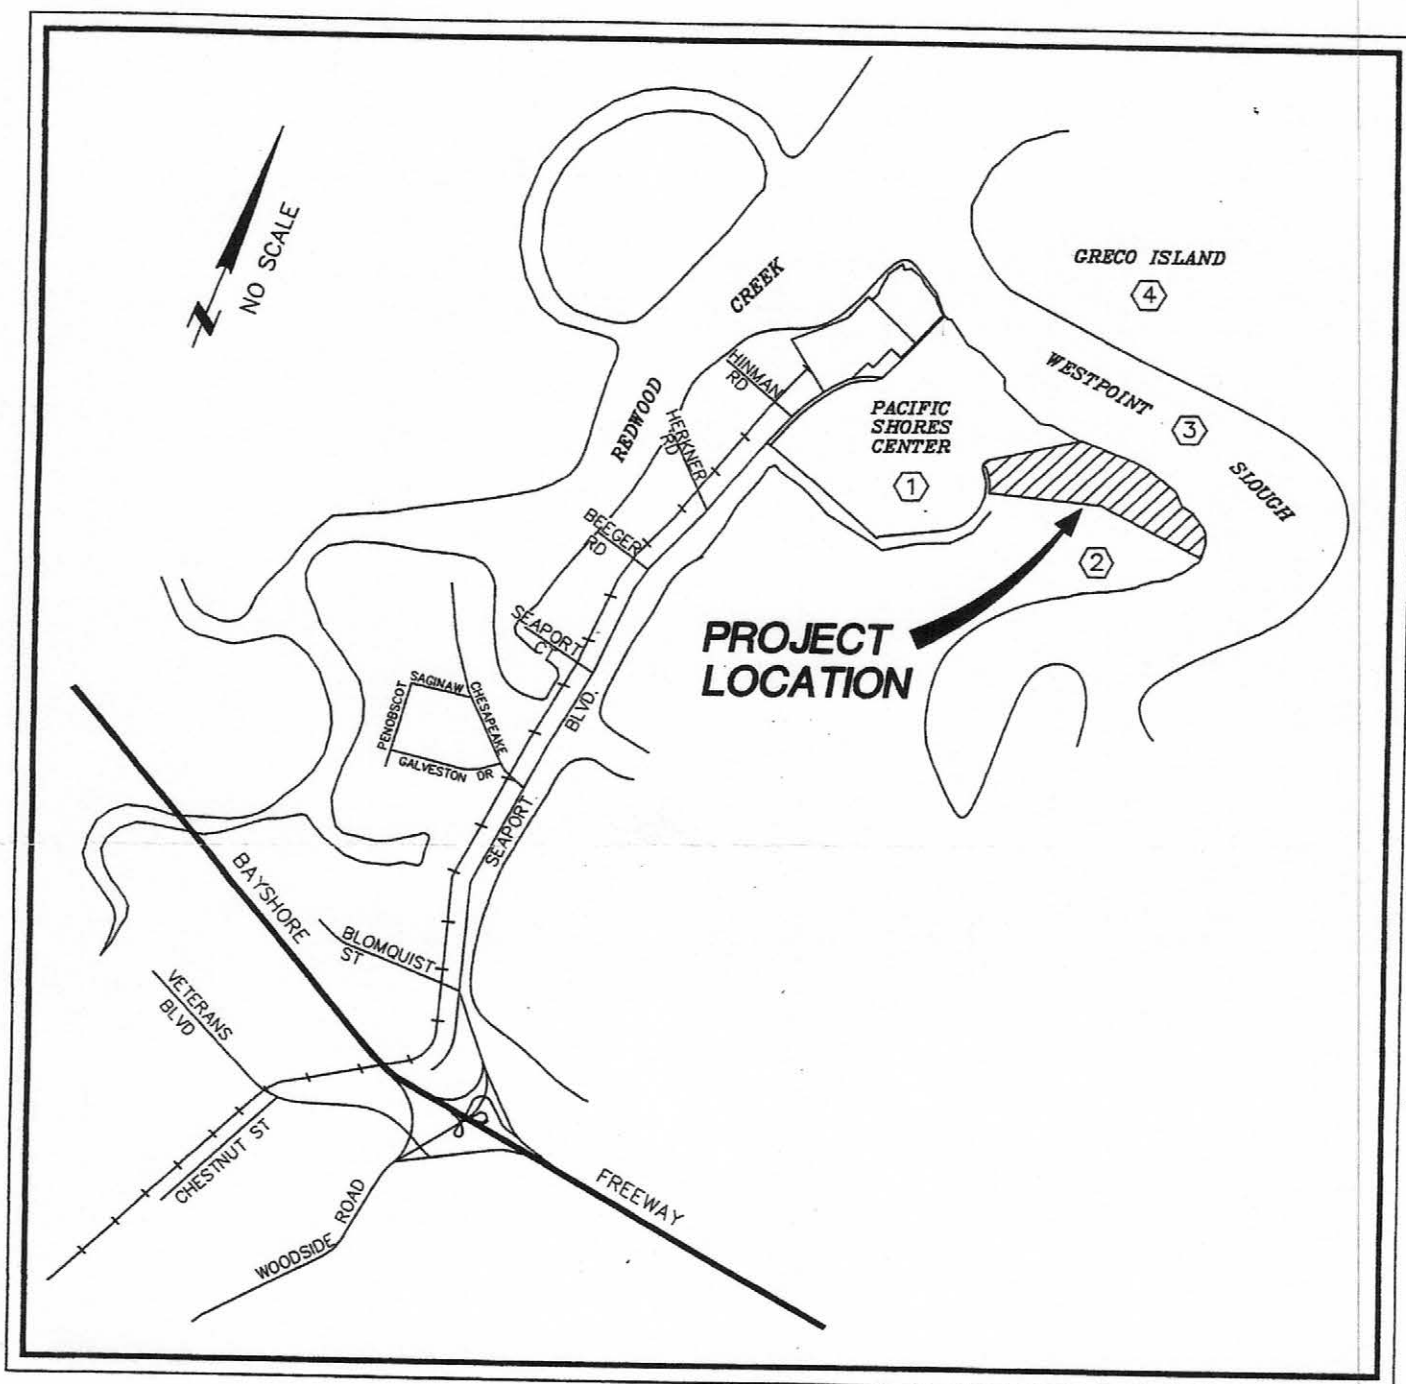 NO SCALE
N
CREEK
REDWOOD
GRECO ISLAND
4
WESTPOINT
3
SLOUGH
HINMAN
RD
HERKNER
RD
PACIFIC
SHORES
CENTER
1
BEEGER
RD
2
SEAPORT
CT
PROJECT
LOCATION
SAGINAW
PENOBSCOT
CHESAPEAKE
GALVESTON DR
BLVD.
SEAPORT
BAYSHORE
BLOMQUIST
ST
VETERANS
BLVD
CHESTNUT ST
WOODSIDE ROAD
FREEWAY